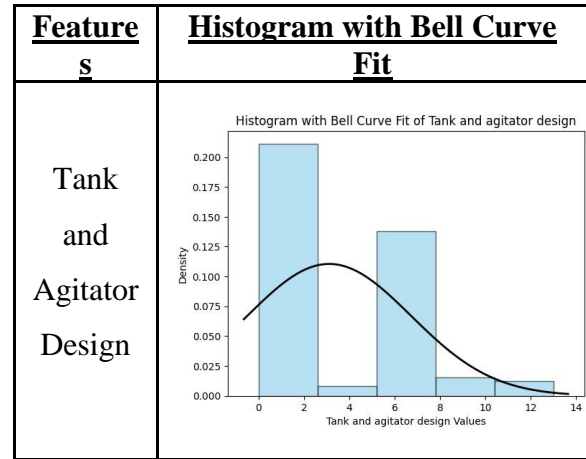 Feature
s
Histogram with Bell Curve
Fit
Tank
and
Agitator
Design
Histogram with Bell Curve Fit of Tank and agitator design
0.200
0.175
0.150
0.125
0.100
0.075
0.050
0.025
0.000
Density
0 2 4 6 8 10 12 14
Tank and agitator design Values